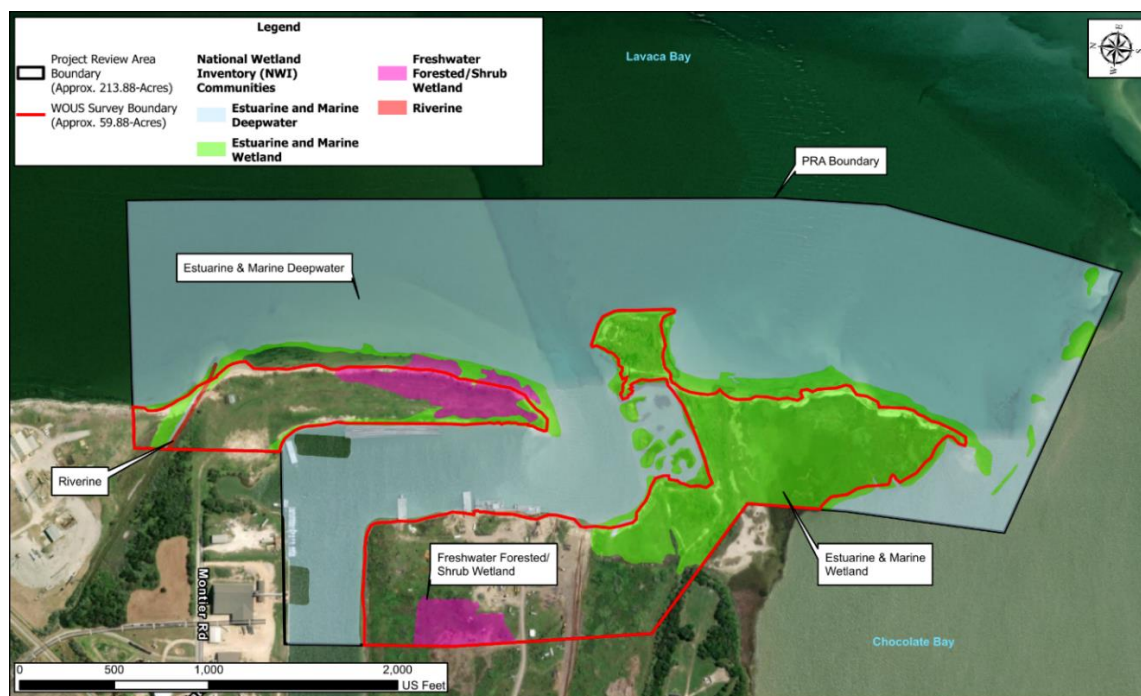 Legend
Project Review Area
Boundary
(Approx. 213.88-Acres)
WOUS Survey Boundary
(Approx. 59.88-Acres)
National Wetland
Inventory (NWI)
Communities
Estuarine and Marine
Deepwater
Estuarine and Marine
Wetland
Freshwater
Forested/Shrub
Wetland
Riverine
Lavaca Bay
N
E
S
W
PRA Boundary
Estuarine & Marine Deepwater
Riverine
Freshwater Forested/
Shrub Wetland
Estuarine & Marine
Wetland
Montier Rd
Chocolate Bay
0 500 1,000 2,000
US Feet